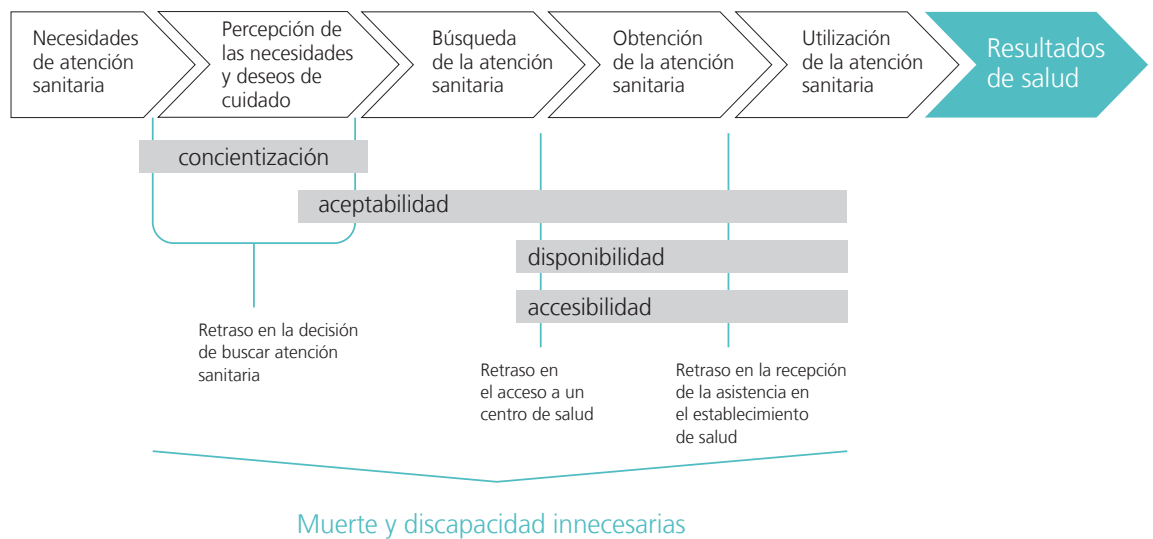 Necesidades
de atención
sanitaria
Percepción de
las necesidades
y deseos de
cuidado
Búsqueda
de la atención
sanitaria
Obtención
de la atención
sanitaria
Utilización
de la atención
sanitaria
Resultados
de salud
concientización
aceptabilidad
disponibilidad
accesibilidad
Retraso en la decisión
de buscar atención
sanitaria
Retraso en
el acceso a un
centro de salud
Retraso en la recepción
de la asistencia en
el establecimiento
de salud
Muerte y discapacidad innecesarias